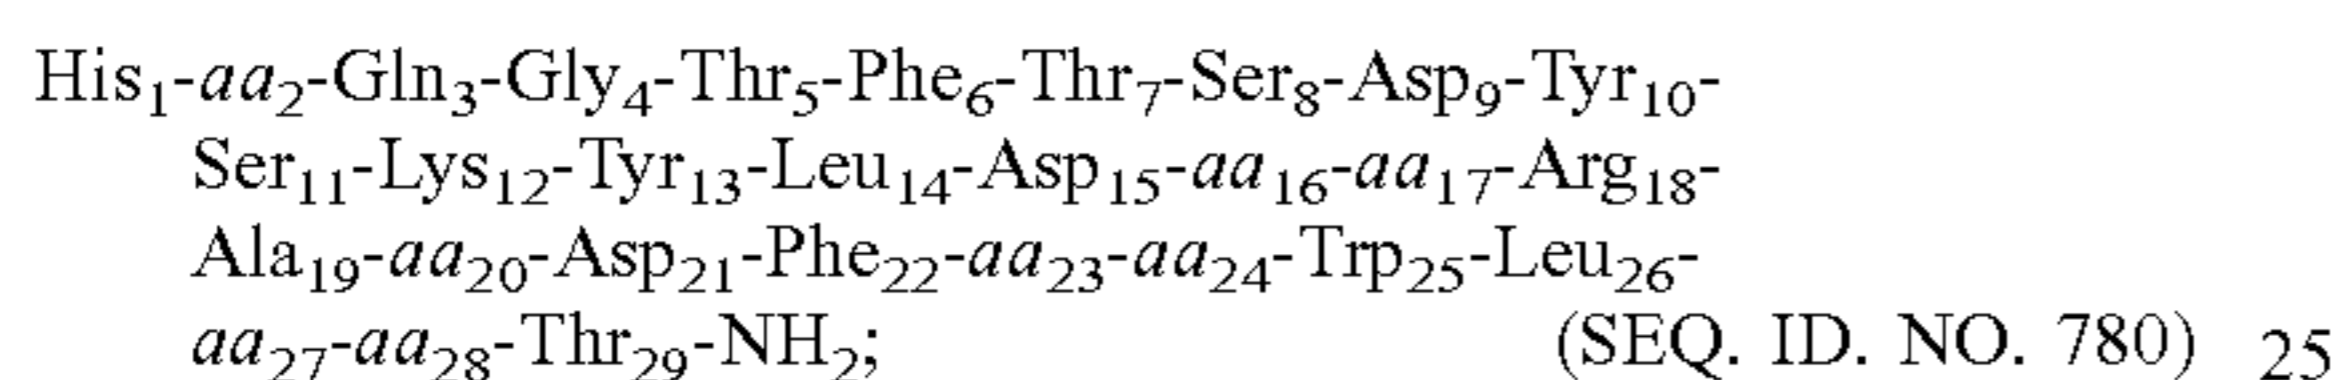 His₁-aa₂-Gln₃-Gly₄-Thr₅-Phe₆-Thr₇-Ser₈-Asp₉-Tyr₁₀-
Ser₁₁-Lys₁₂-Tyr₁₃-Leu₁₄-Asp₁₅-aa₁₆-aa₁₇-Arg₁₈-
Ala₁₉-aa₂₀-Asp₂₁-Phe₂₂-aa₂₃-aa₂₄-Trp₂₅-Leu₂₆-
aa₂₇-aa₂₈-Thr₂₉-NH₂; (SEQ. ID. NO. 780) 25